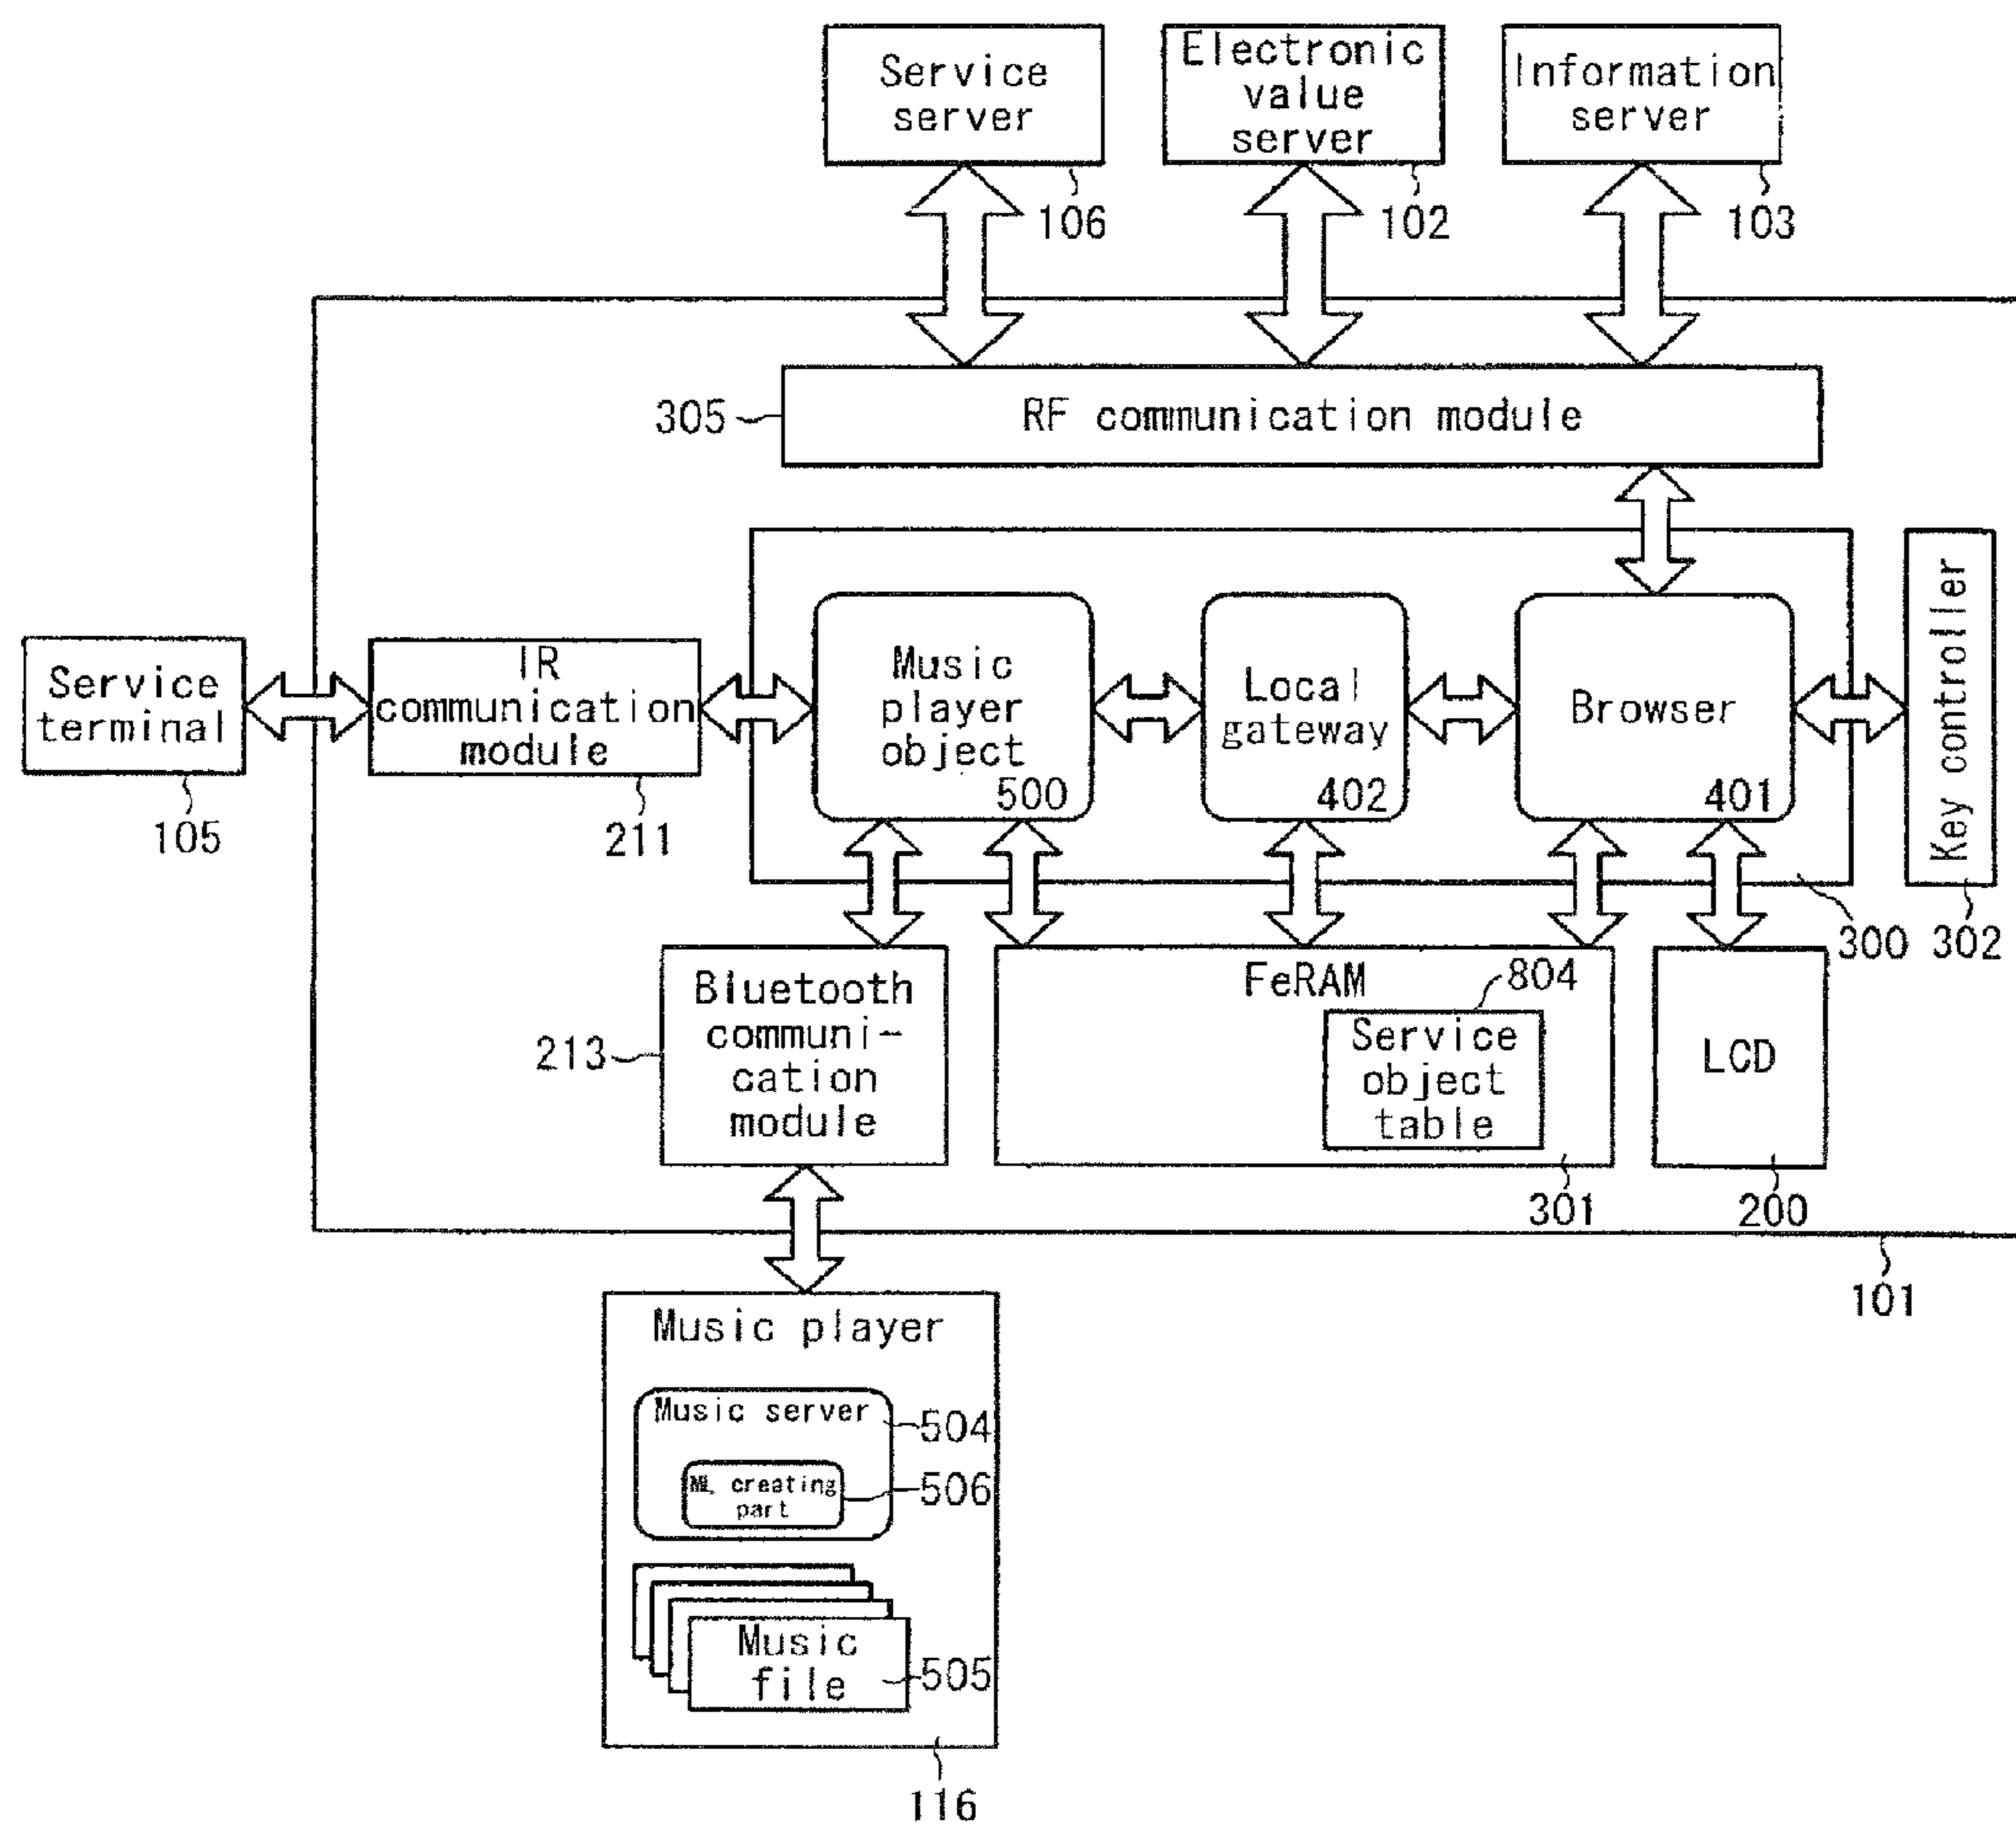 Service
server
106
Electronic
value
server
102
Information
server
103
305
RF communication module
Service
terminal
105
IR
communication
module
211
Music
player
object
500
Local
gateway
402
Browser
401
Key controller
302
300
213
Bluetooth
communi-
cation
module
FeRAM
804
Service
object
table
301
LCD
200
101
Music player
Music server
504
ML creating
part
506
Music
file
505
116